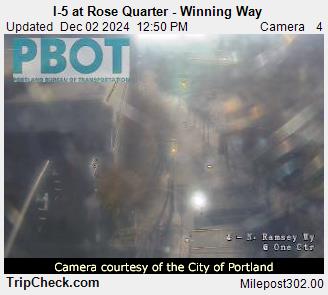 I-5 at Rose Quarter - Winning Way
Updated Dec 02 2024 12:50 PM Camera 4
PBOT
PORTLAND BUREAU OF TRANSPORTATION
4 - N. Ramsey Wy
@ One Ctr
Camera courtesy of the City of Portland
TripCheck.com Milepost302.00